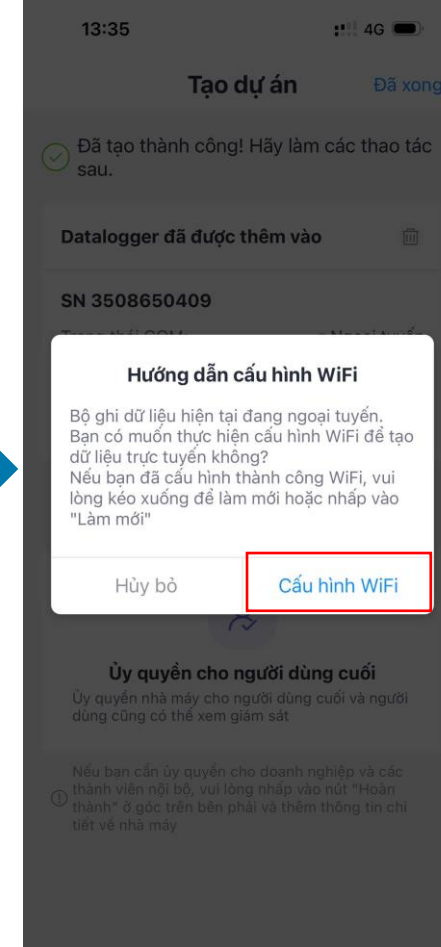 13:35
4G
Tạo dự án
Đã xong
Đã tạo thành công! Hãy làm các thao tác
sau.
Datalogger đã được thêm vào
SN 3508650409
Hướng dẫn cấu hình WiFi
Bộ ghi dữ liệu hiện tại đang ngoại tuyến.
Bạn có muốn thực hiện cấu hình WiFi để tạo
dữ liệu trực tuyến không?
Nếu bạn đã cấu hình thành công WiFi, vui
lòng kéo xuống để làm mới hoặc nhấp vào
"Làm mới"
Hủy bỏ
Cấu hình WiFi
Ủy quyền cho người dùng cuối
Ủy quyền nhà máy cho người dùng cuối và người
dùng cũng có thể xem giám sát
Nếu bạn cần ủy quyền cho doanh nghiệp và các
thành viên nội bộ, vui lòng nhấp vào nút "Hoàn
thành" ở góc trên bên phải và thêm thông tin chi
tiết về nhà máy